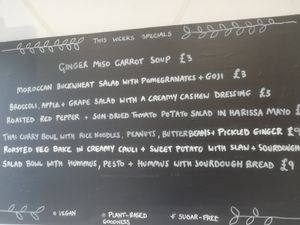 THIS WEEKS SPECIALS
GINGER MISO CARROT SOUP £3
MOROCCAN BUCKWHEAT SALAD WITH POMEGRANATES + GOJI £3
BROCCOLI, APPLE + GRAPE SALAD WITH A CREAMY CASHEW DRESSING £3
ROASTED RED PEPPER + SUN-DRIED TOMATO POTATO SALAD IN HARISSA MAYO £
THAI CURRY BOWL WITH RICE NOODLES, PEANUTS, BUTTERBEANS + PICKLED GINGER £9
ROASTED VEG BAKE IN CREAMY CAULI + SWEET POTATO WITH SLAW + SOURDOUGH
SALAD BOWL WITH HUMMUS, PESTO + HUMMUS WITH SOURDOUGH BREAD £9
VEGAN
PLANT-BASED
GOODNESS
SUGAR-FREE